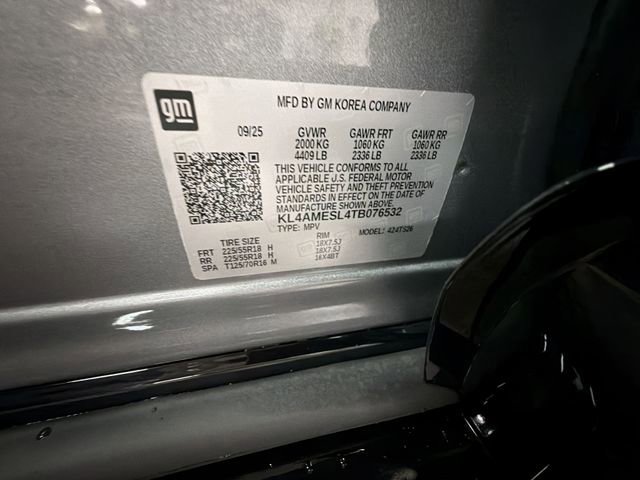 gm
MFD BY GM KOREA COMPANY
09/25 GVWR GAWR FRT GAWR RR
2000 KG 1060 KG 1060 KG
4409 LB 2336 LB 2336 LB
THIS VEHICLE CONFORMS TO ALL
APPLICABLE U.S. FEDERAL MOTOR
VEHICLE SAFETY AND THEFT PREVENTION
STANDARDS IN EFFECT ON THE DATE OF
MANUFACTURE SHOWN ABOVE.
KL4AMESL4TB076532
TYPE: MPV MODEL: 424TS26
TIRE SIZE RIM
FRT 225/55R18 H 18X7.5J
RR 225/55R18 H 18X7.5J
SPA T125/70R16 M 16X4BT